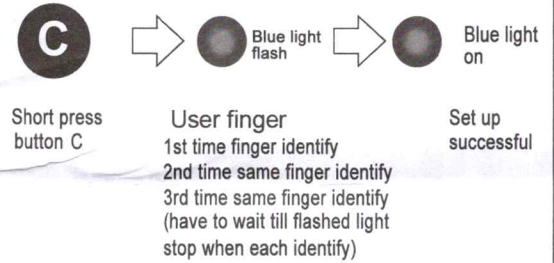 C
Blue light
flash
Blue light
on
Short press
button C
User finger
1st time finger identify
2nd time same finger identify
3rd time same finger identify
(have to wait till flashed light
stop when each identify)
Set up
successful